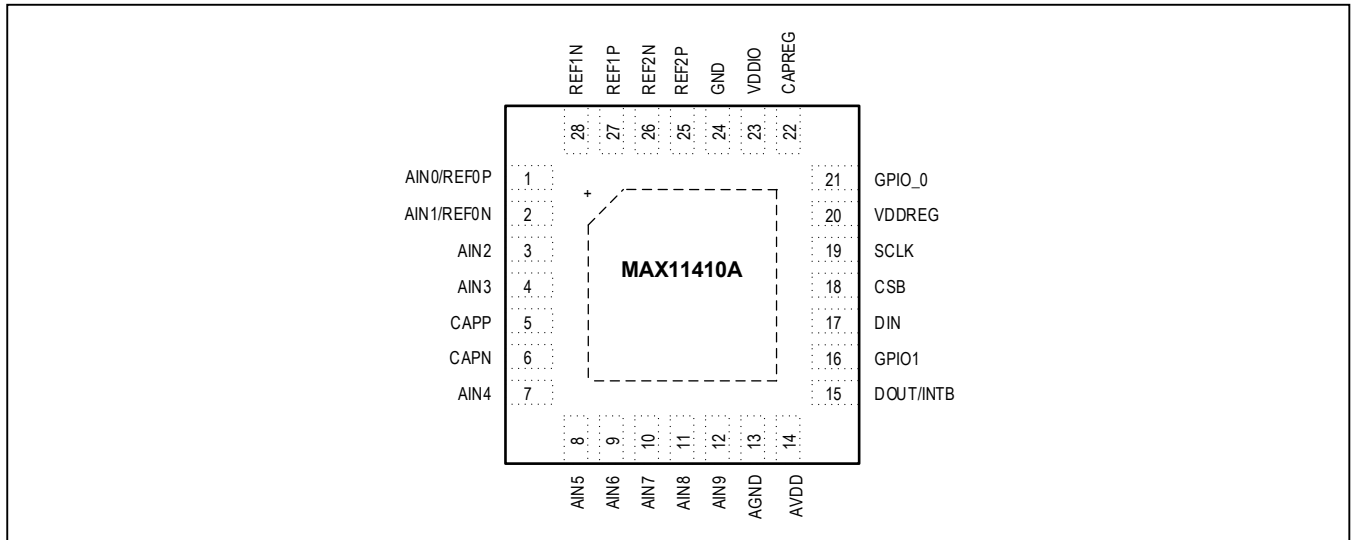 REF1N
REF1P
REF2N
REF2P
GND
VDDIO
CAPREG
28
27
26
25
24
23
22
AIN0/REF0P 1
AIN1/REF0N 2
AIN2 3
AIN3 4
CAPP 5
CAPN 6
AIN4 7
+
MAX11410A
21 GPIO_0
20 VDDREG
19 SCLK
18 CSB
17 DIN
16 GPIO1
15 DOUT/INTB
8
9
10
11
12
13
14
AIN5
AIN6
AIN7
AIN8
AIN9
AGND
AVDD